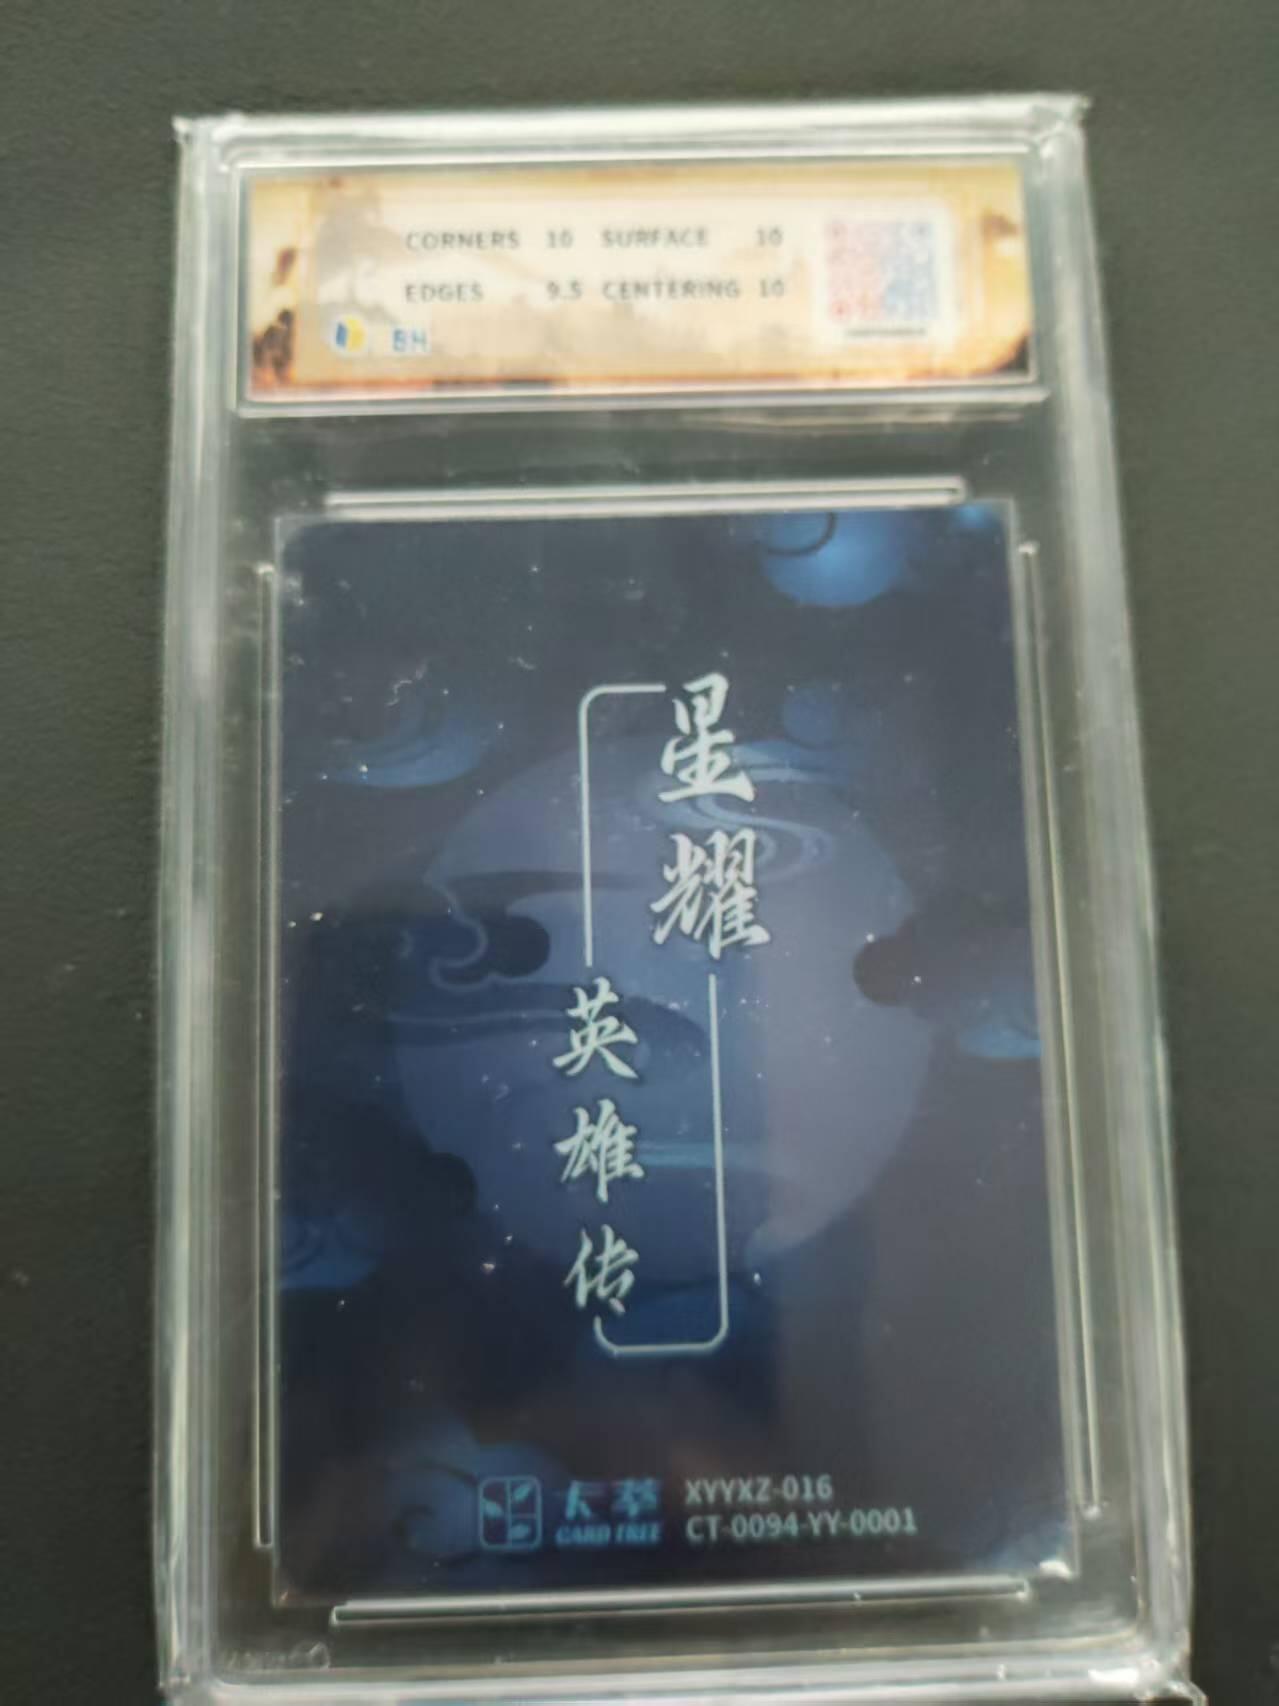 CORNERS 10 SURFACE 10
EDGES 9.5 CENTERING 10
BH
星耀
英雄传
卡萃 XYYXZ-016
CARD TREE CT-0094-YY-0001